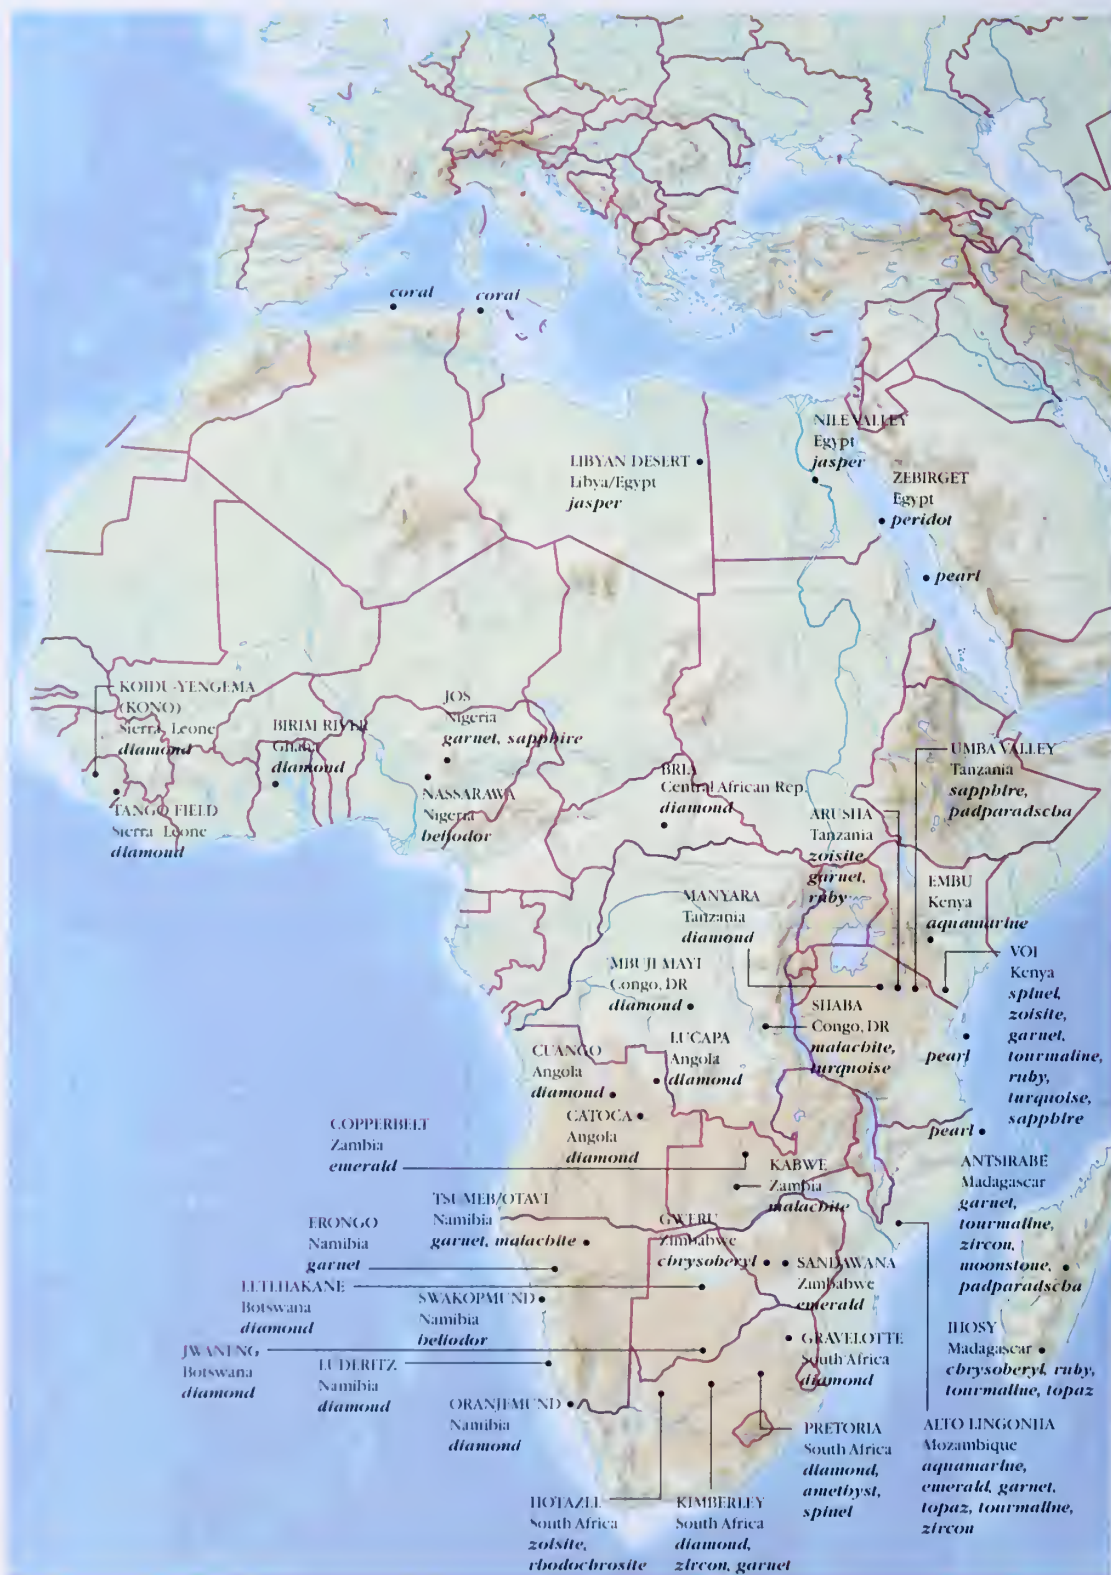 coral
coral
NILE VALLEY
Egypt
jasper
LIBYAN DESERT
Libya/Egypt
jasper
ZEBIRGET
Egypt
peridot
pearl
KOIDU-YENGEMA
(KONO)
Sierra Leone
diamond
JOS
Nigeria
garnet, sapphire
BIRIM RIVER
Ghana
diamond
UMBA VALLEY
Tanzania
sapphire,
padparadscha
BRIA
Central African Rep.
diamond
NASSARAWA
Nigeria
heliodor
TANGO FIELD
Sierra Leone
diamond
ARUSHA
Tanzania
zoisite,
garnet,
ruby
EMBU
Kenya
aquamarine
MANYARA
Tanzania
diamond
VOI
Kenya
spinel,
zoisite,
garnet,
tourmaline,
ruby,
turquoise,
sapphire
MBUJI MAYI
Congo, DR
diamond
SHABA
Congo, DR
malachite,
turquoise
LUCAPA
Angola
diamond
CUANGO
Angola
diamond
pearl
CATOCA
Angola
diamond
COPPERBELT
Zambia
emerald
pearl
KABWE
Zambia
malachite
ANTSIRABE
Madagascar
garnet,
tourmaline,
zircon,
moonstone,
padparadscha
TSUMEB/OTAVI
Namibia
garnet, malachite
ERONGO
Namibia
garnet
GWERU
Zimbabwe
chrysoberyl
SANDAWANA
Zimbabwe
emerald
LETLHAKANE
Botswana
diamond
SWAKOPMUND
Namibia
heliodor
IHOSY
Madagascar
chrysoberyl, ruby,
tourmaline, topaz
GRAVELOTTE
South Africa
diamond
JWANENG
Botswana
diamond
LUDERITZ
Namibia
diamond
ORANJEMUND
Namibia
diamond
PRETORIA
South Africa
diamond,
amethyst,
spinel
ALTO LINGONHA
Mozambique
aquamarine,
emerald, garnet,
topaz, tourmaline,
zircon
HOTAZEL
South Africa
zoisite,
rhodochrosite
KIMBERLEY
South Africa
diamond,
zircon, garnet